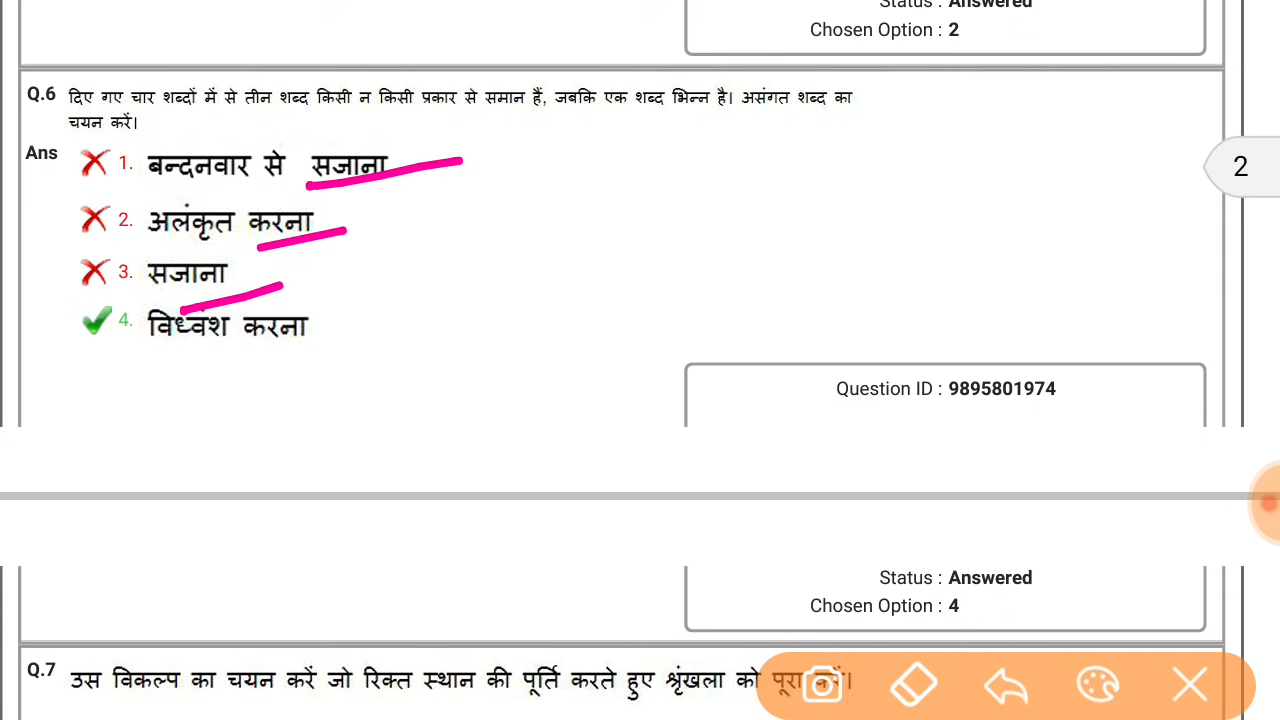 Status : Answered
Chosen Option : 2
Q.6 दिए गए चार शब्दों में से तीन शब्द किसी न किसी प्रकार से समान हैं, जबकि एक शब्द भिन्न है। असंगत शब्द का
चयन करें।
Ans 1. बन्दनवार से सजाना
2
2. अलंकृत करना
3. सजाना
4. विध्वंश करना
Question ID : 9895801974
Status : Answered
Chosen Option : 4
Q.7 उस विकल्प का चयन करें जो रिक्त स्थान की पूर्ति करते हुए श्रृंखला को पूरा करें।